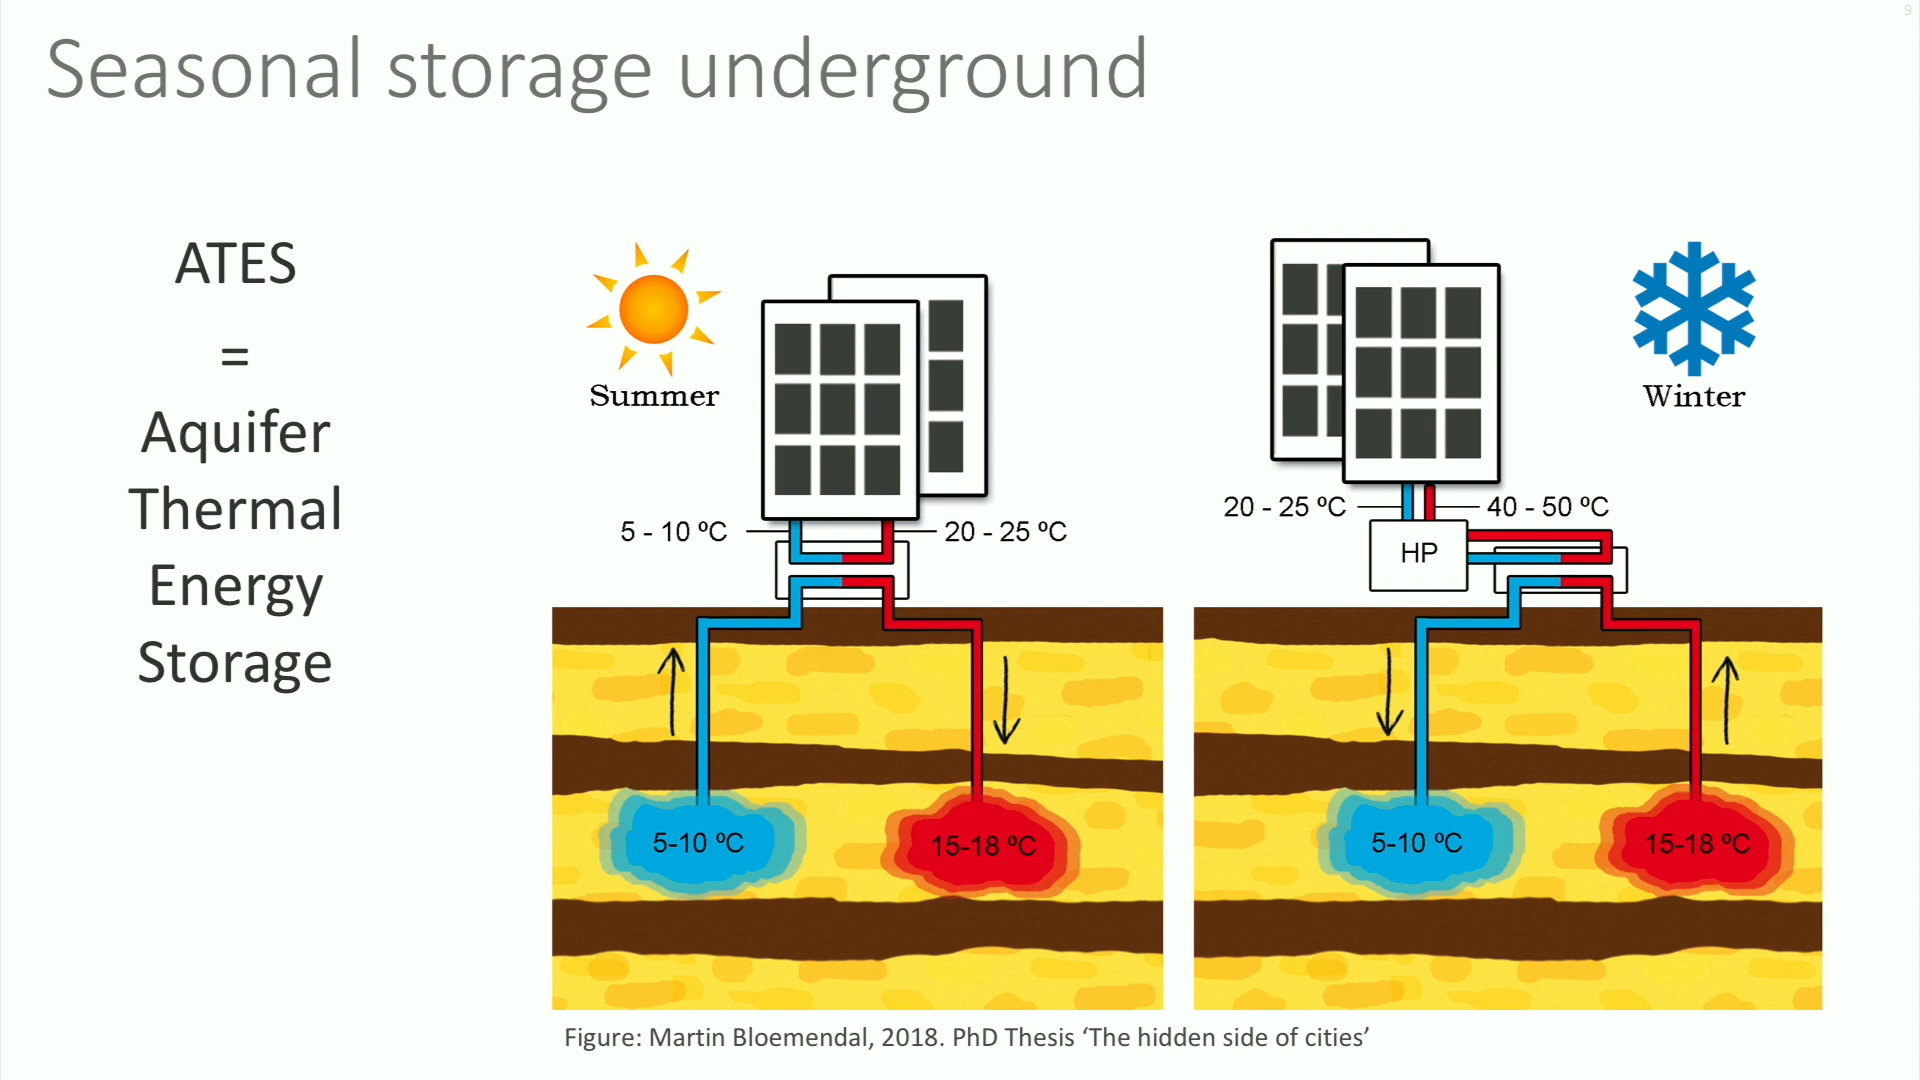 9
Seasonal storage underground
ATES
=
Aquifer
Thermal
Energy
Storage
Summer
5 - 10 ºC
20 - 25 ºC
5-10 ºC
15-18 ºC
Winter
20 - 25 ºC
40 - 50 ºC
HP
5-10 ºC
15-18 ºC
Figure: Martin Bloemendal, 2018. PhD Thesis ‘The hidden side of cities’